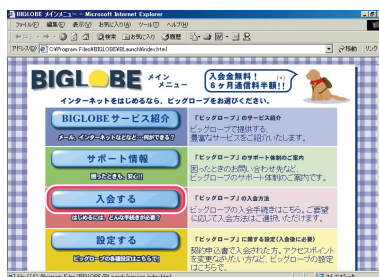 BIGLOBE メインメニュー - Microsoft Internet Explorer
ファイル(F) 編集(E) 表示(V) お気に入り(A) ツール(T) ヘルプ(H)
戻る 検索 お気に入り 履歴
アドレス(D) C:¥Program Files¥BIGLOBE¥BLaunch¥index.html 移動 リンク
BIGLOBE メインメニュー
入会金無料! (※)
6ヶ月通信料半額!!
インターネットをはじめるなら、ビッグローブをお選びください。
BIGLOBEサービス紹介
メール、インターネットなどなど…何ができる?
「ビッグローブ」のサービス紹介
ビッグローブで提供する、
豊富なサービスをご紹介いたします。
サポート情報
困ったときも、安心!
「ビッグローブ」のサポート体制のご案内
困ったときのお問い合わせ先など、
ビッグローブのサポート体制のご案内です。
入会する
はじめるには、どんな手続きが必要?
「ビッグローブ」の入会方法
ビッグローブの入会手続きはこちら。ご要望
に応じて入会方法はご選択いただけます。
設定する
ビッグローブの各種設定はこちらで!
「ビッグローブ」に関する設定(入会後に必要)
契約申込書で入会された方、アクセスポイント
を変更なりたい方など、ビッグローブの設定
はこちらで。
マイ コンピュータ